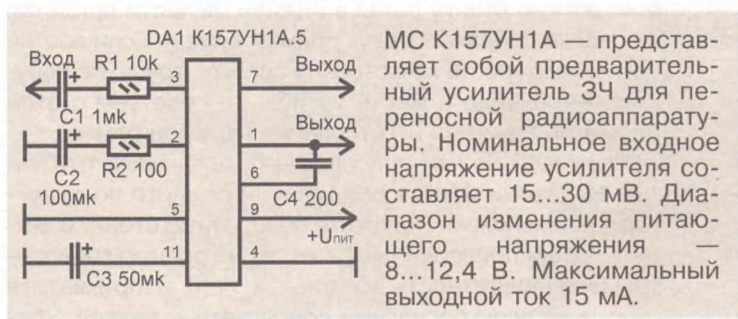 DA1 К157УН1А.5
Вход
R1 10k
3
7
Выход
C1 1мк
Выход
2
1
C2
R2 100
100мк
6
C4 200
5
9
+Uпит
11
4
C3 50мк
МС К157УН1А — представ-
ляет собой предваритель-
ный усилитель ЗЧ для пе-
реносной радиоаппарату-
ры. Номинальное входное
напряжение усилителя со-
ставляет 15...30 мВ. Диа-
пазон изменения питаю-
щего напряжения —
8...12,4 В. Максимальный
выходной ток 15 мА.